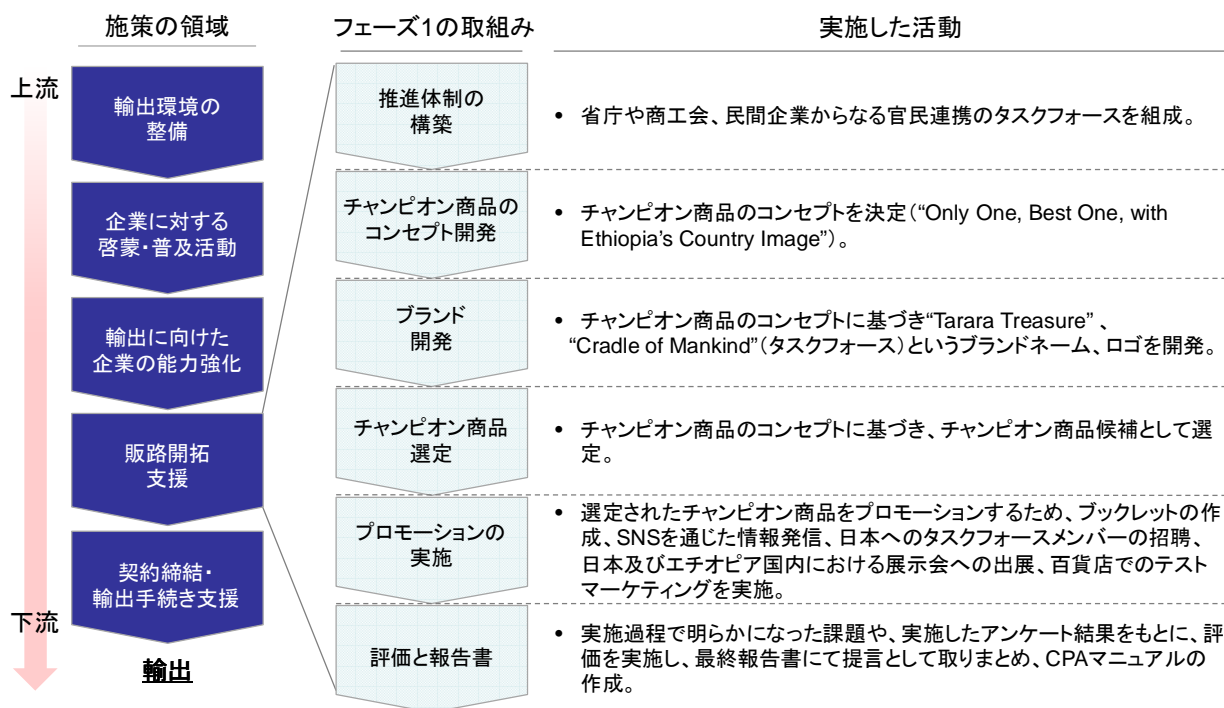 施策の領域
フェーズ1の取組み
実施した活動
上流
輸出環境の
整備
企業に対する
啓蒙・普及活動
輸出に向けた
企業の能力強化
販路開拓
支援
契約締結・
輸出手続き支援
下流
輸出
推進体制の
構築
• 省庁や商工会、民間企業からなる官民連携のタスクフォースを組成。
チャンピオン商品の
コンセプト開発
• チャンピオン商品のコンセプトを決定(“Only One, Best One, with
Ethiopia’s Country Image”)。
ブランド
開発
• チャンピオン商品のコンセプトに基づき“Tarara Treasure” 、
“Cradle of Mankind”(タスクフォース)というブランドネーム、ロゴを開発。
チャンピオン商品
選定
• チャンピオン商品のコンセプトに基づき、チャンピオン商品候補として選
定。
プロモーションの
実施
• 選定されたチャンピオン商品をプロモーションするため、ブックレットの作
成、SNSを通じた情報発信、日本へのタスクフォースメンバーの招聘、
日本及びエチオピア国内における展示会への出展、百貨店でのテスト
マーケティングを実施。
評価と報告書
• 実施過程で明らかになった課題や、実施したアンケート結果をもとに、評
価を実施し、最終報告書にて提言として取りまとめ、CPAマニュアルの
作成。